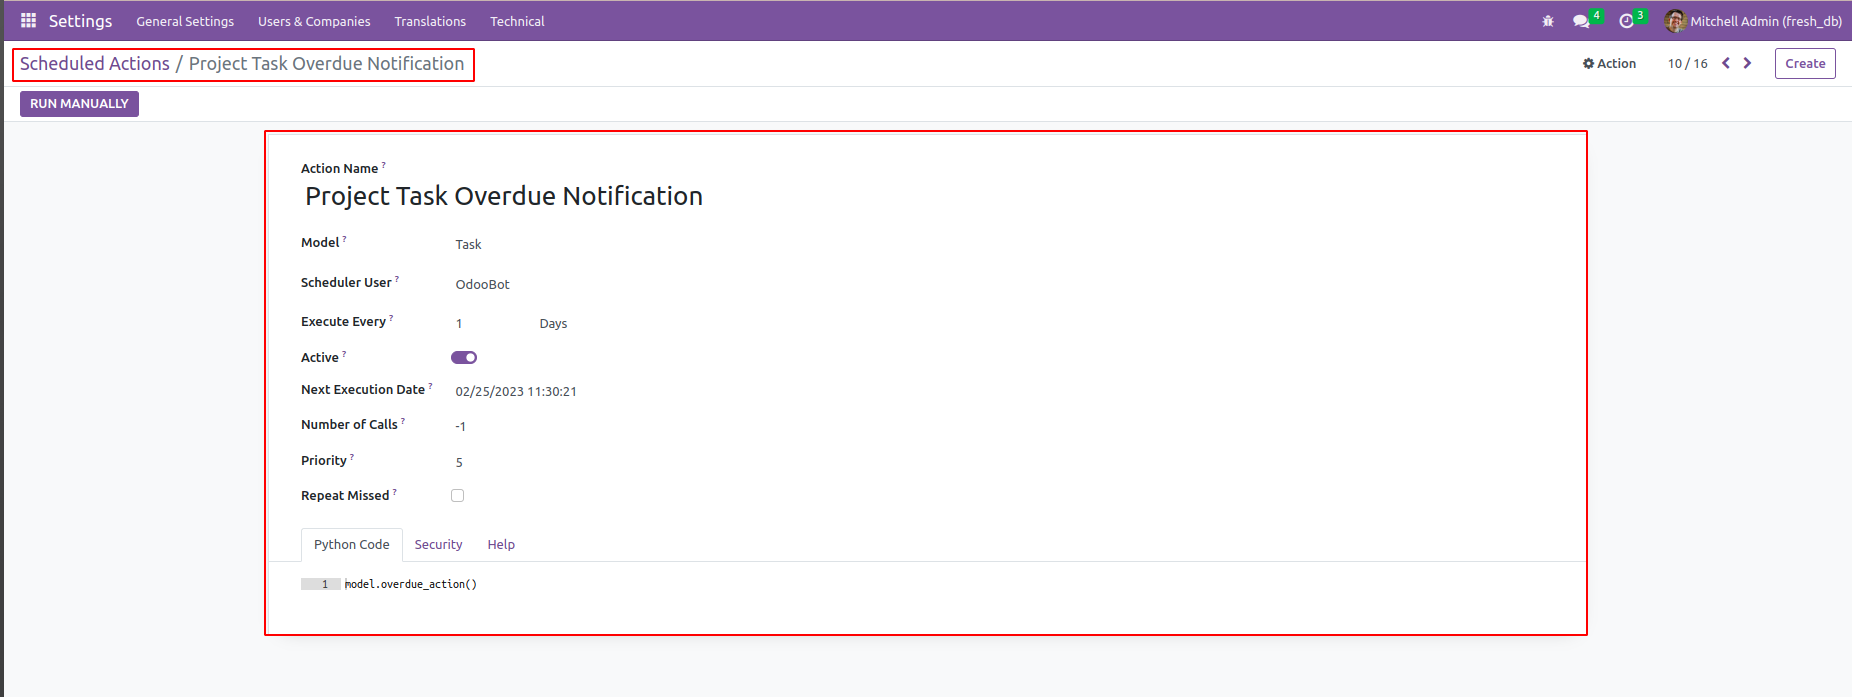 Settings General Settings Users & Companies Translations Technical 4 3 Mitchell Admin (fresh_db)
Scheduled Actions / Project Task Overdue Notification Action 10 / 16 Create
RUN MANUALLY
Action Name ?
Project Task Overdue Notification
Model ? Task
Scheduler User ? OdooBot
Execute Every ? 1 Days
Active ?
Next Execution Date ? 02/25/2023 11:30:21
Number of Calls ? -1
Priority ? 5
Repeat Missed ?
Python Code Security Help
1 model.overdue_action()